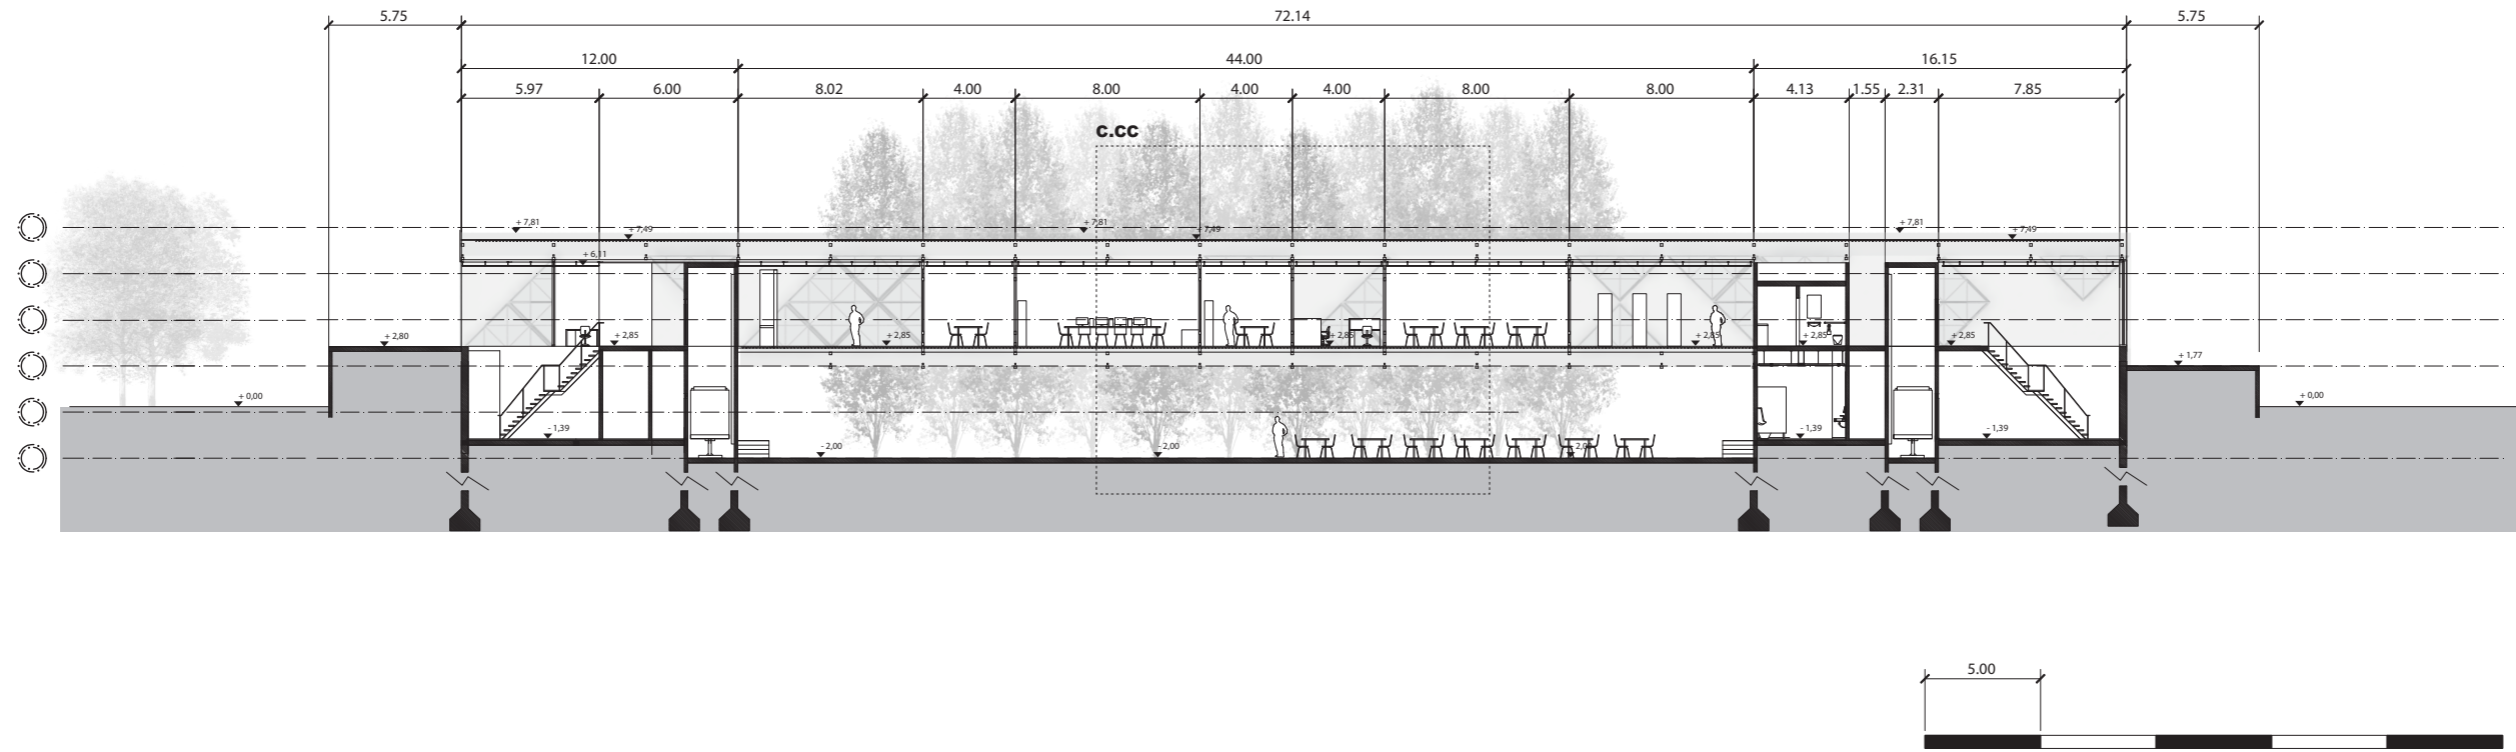 5.75 72.14 5.75
12.00 44.00 16.15
5.97 6.00 8.02 4.00 8.00 4.00 4.00 8.00 8.00 4.13 1.55 2.31 7.85
C.CC
+ 7,81 + 7,81 + 7,81
+ 7,49 + 7,49 + 7,49
+ 6,11
+ 2,80 + 2,85 + 2,85 + 2,85 + 2,85 + 2,85 + 2,85
+ 1,77
+ 0,00 + 0,00
- 1,39 - 1,39 - 1,39
- 2,00 - 2,00 - 2,00
5.00